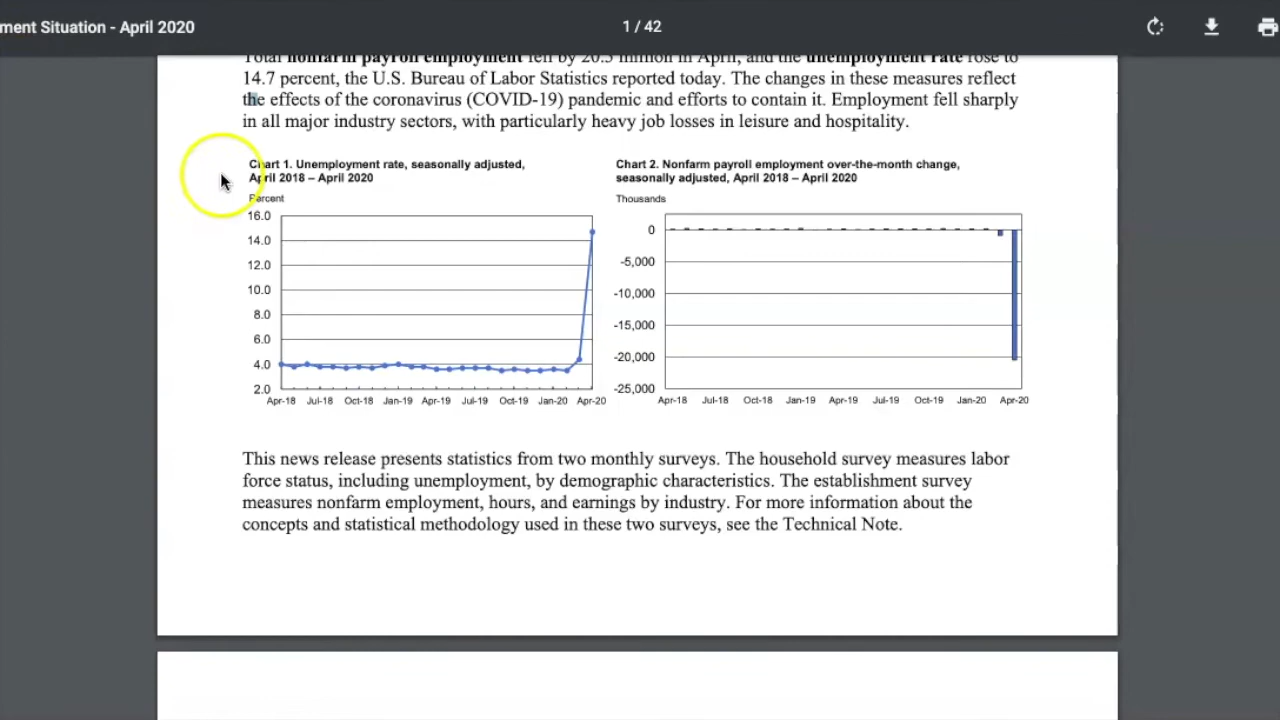 ment Situation - April 2020
1 / 42
Total nonfarm payroll employment fell by 20.5 million in April, and the unemployment rate rose to
14.7 percent, the U.S. Bureau of Labor Statistics reported today. The changes in these measures reflect
the effects of the coronavirus (COVID-19) pandemic and efforts to contain it. Employment fell sharply
in all major industry sectors, with particularly heavy job losses in leisure and hospitality.
Chart 1. Unemployment rate, seasonally adjusted,
April 2018 – April 2020
Percent
16.0
14.0
12.0
10.0
8.0
6.0
4.0
2.0
Apr-18 Jul-18 Oct-18 Jan-19 Apr-19 Jul-19 Oct-19 Jan-20 Apr-20
Chart 2. Nonfarm payroll employment over-the-month change,
seasonally adjusted, April 2018 – April 2020
Thousands
0
-5,000
-10,000
-15,000
-20,000
-25,000
Apr-18 Jul-18 Oct-18 Jan-19 Apr-19 Jul-19 Oct-19 Jan-20 Apr-20
This news release presents statistics from two monthly surveys. The household survey measures labor
force status, including unemployment, by demographic characteristics. The establishment survey
measures nonfarm employment, hours, and earnings by industry. For more information about the
concepts and statistical methodology used in these two surveys, see the Technical Note.